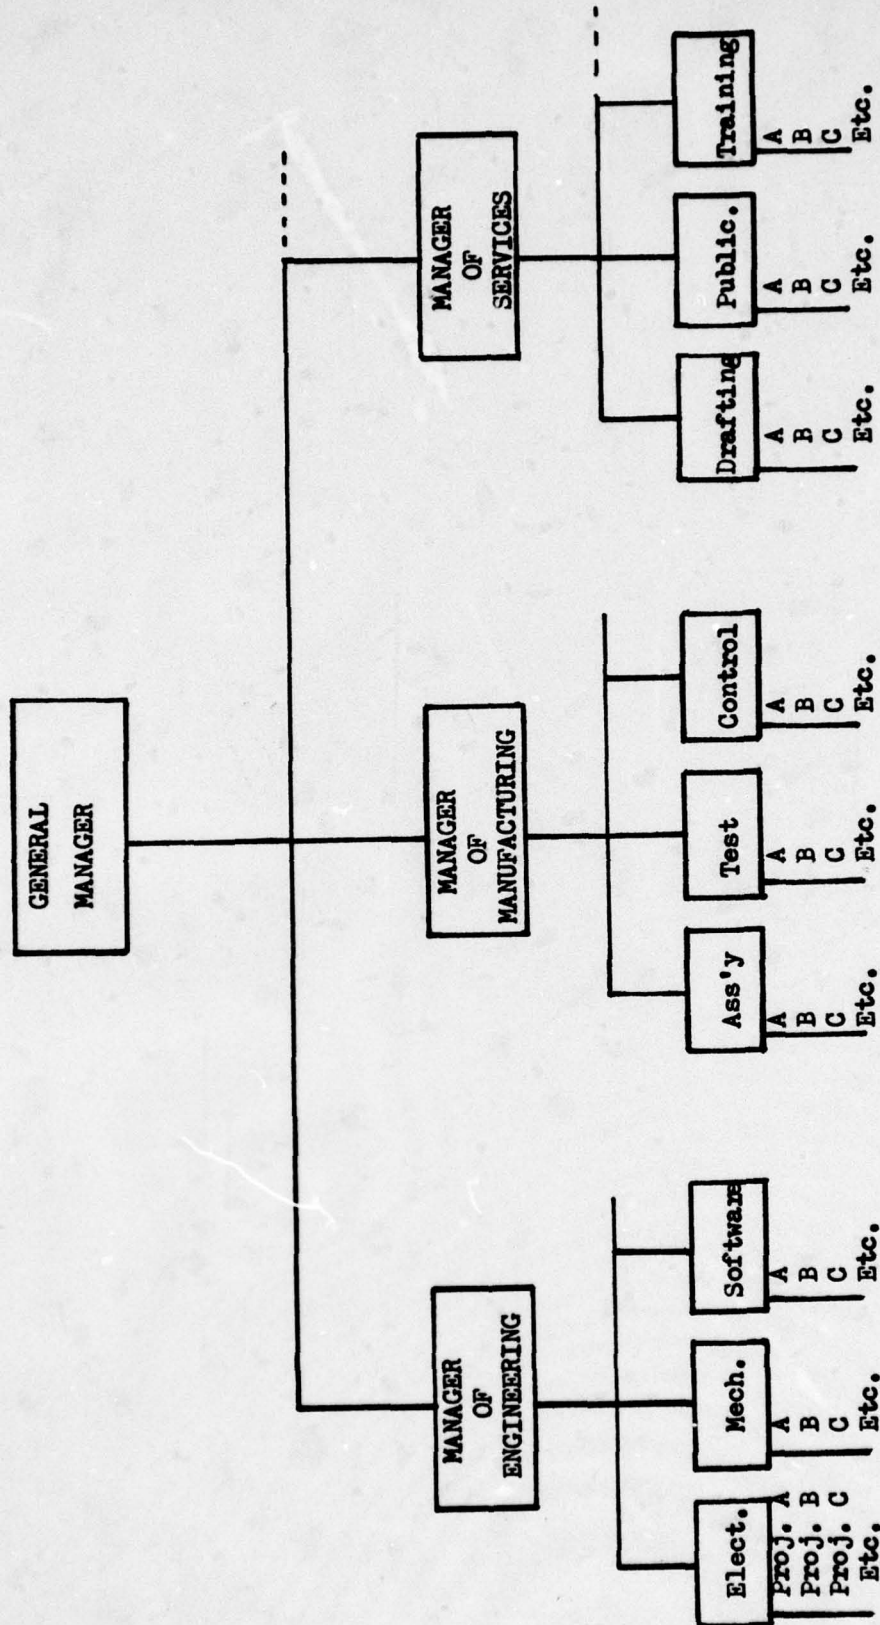 GENERAL
MANAGER
MANAGER
OF
ENGINEERING
MANAGER
OF
MANUFACTURING
MANAGER
OF
SERVICES
Elect.
Proj. A
Proj. B
Proj. C
Etc.
Mech.
A
B
C
Etc.
Software
A
B
C
Etc.
Ass'y
A
B
C
Etc.
Test
A
B
C
Etc.
Control
A
B
C
Etc.
Drafting
A
B
C
Etc.
Public.
A
B
C
Etc.
Training
A
B
C
Etc.